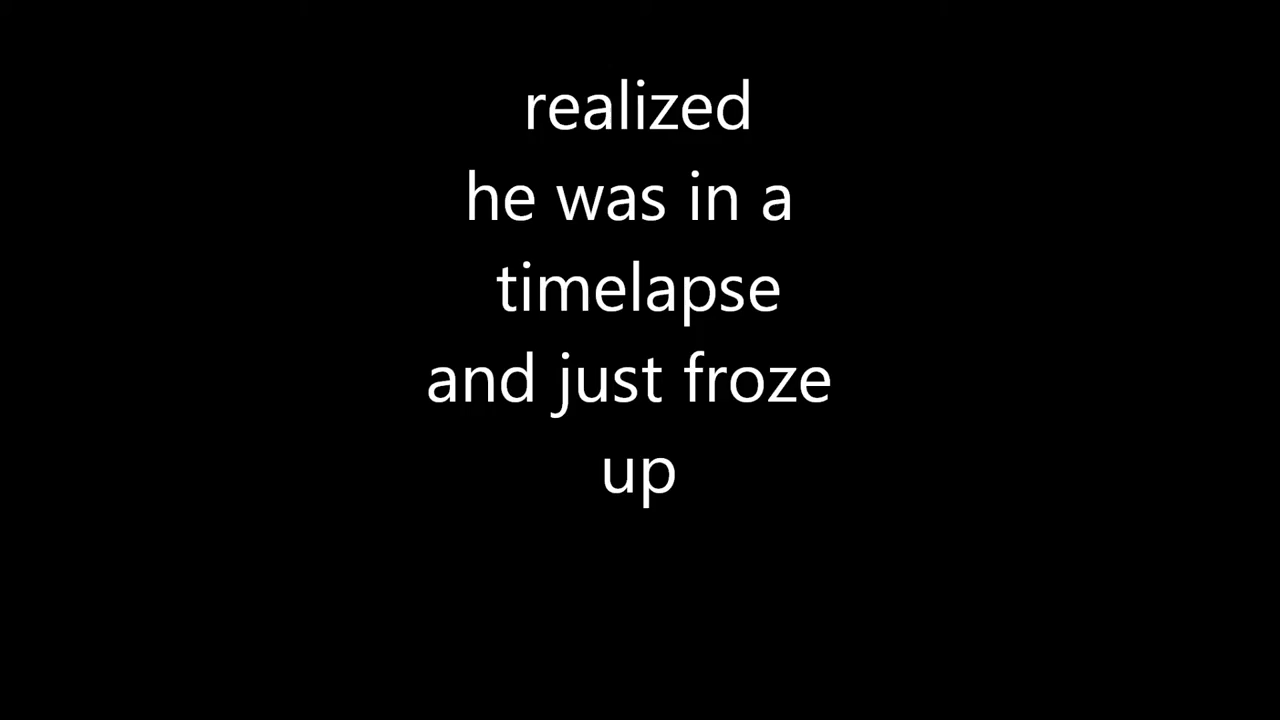 realized
he was in a
timelapse
and just froze
up